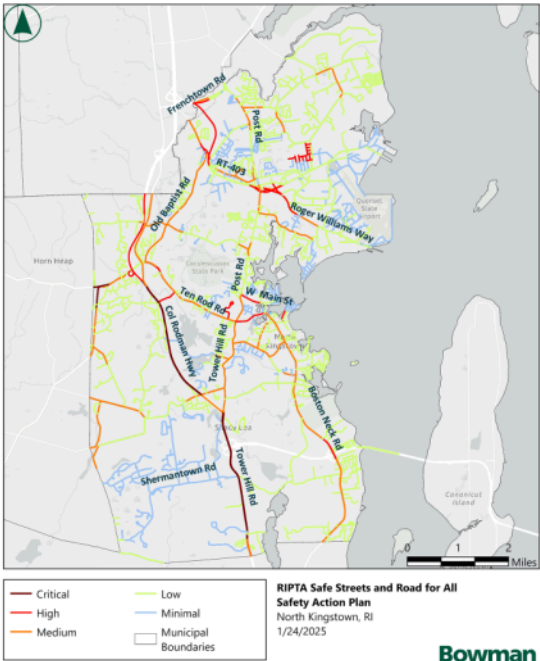 Frenchtown Rd
Post Rd
RT-403
Old Baptist Rd
Roger Williams Way
Quonset
State
Airport
Horn Heap
State Park
Post Rd
W Main St
Ten Rod Rd
Col Rodman Hwy
Tower Hill Rd
Boston Neck Rd
Shermantown Rd
Tower Hill Rd
Conanicut
Island
0 1 2
Miles
Critical
High
Medium
Low
Minimal
Municipal
Boundaries
RIPTA Safe Streets and Road for All
Safety Action Plan
North Kingstown, RI
1/24/2025
Bowman